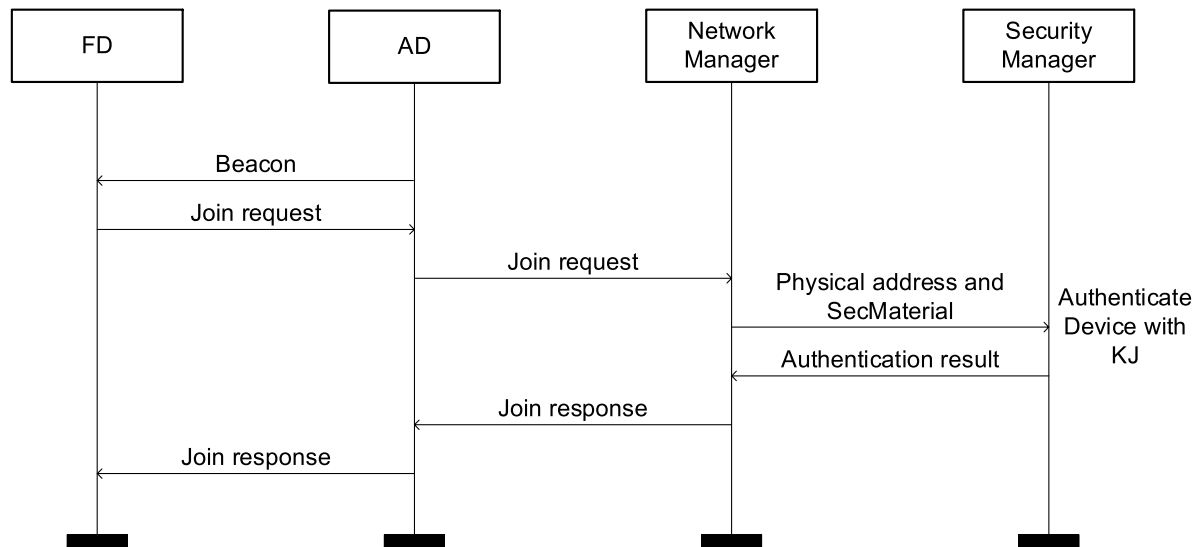 FD
AD
Network
Manager
Security
Manager
Beacon
Join request
Join request
Physical address and
SecMaterial
Authenticate
Device with
KJ
Authentication result
Join response
Join response